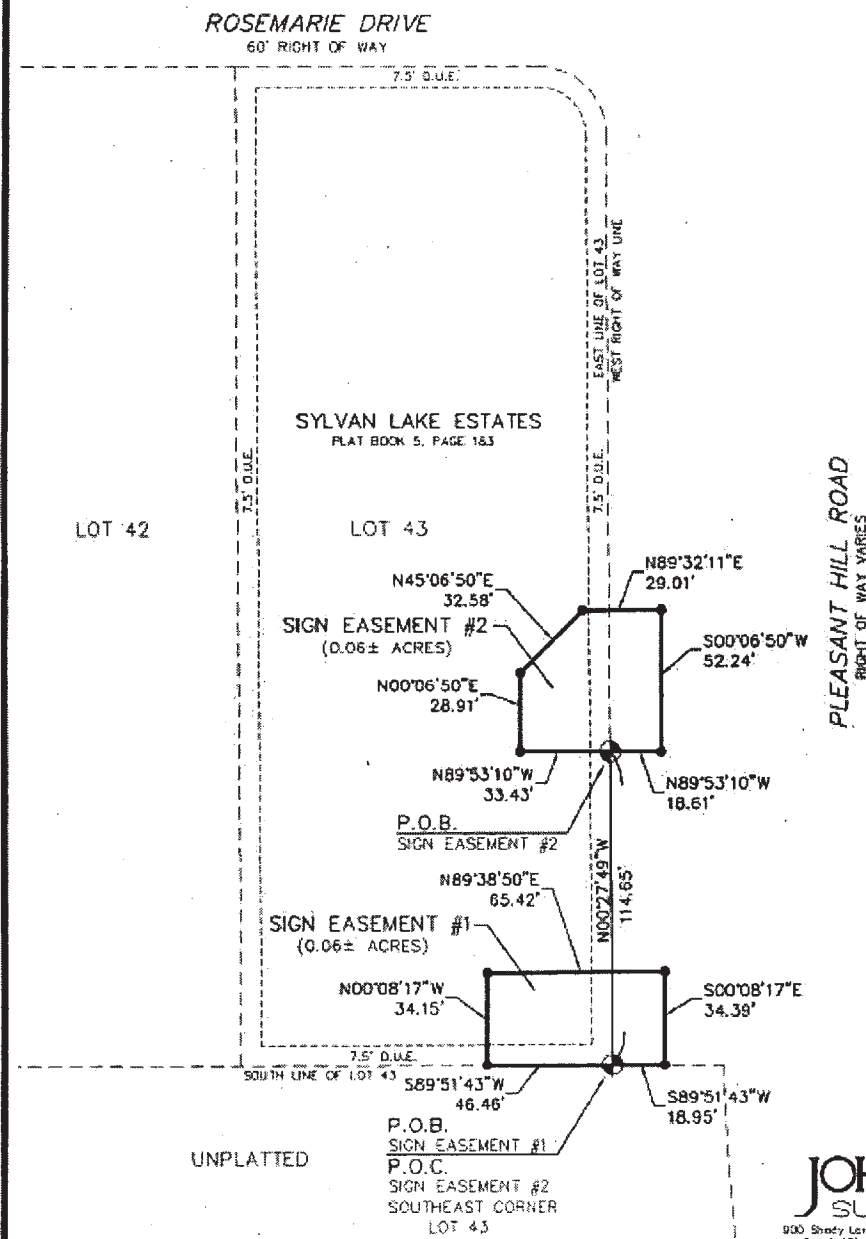 ROSEMARIE DRIVE
60' RIGHT OF WAY
7.5' D.U.E.
EAST LINE OF LOT 43
WEST RIGHT OF WAY LINE
SYLVAN LAKE ESTATES
PLAT BOOK 5, PAGE 183
7.5' D.U.E.
7.5' D.U.E.
LOT 42
LOT 43
PLEASANT HILL ROAD
RIGHT OF WAY VARIES
N89°32'11"E
29.01'
N45°06'50"E
32.58'
SIGN EASEMENT #2
(0.06± ACRES)
S00°06'50"W
52.24'
N00°06'50"E
28.91'
N89°53'10"W
33.43'
N89°53'10"W
18.61'
P.O.B.
SIGN EASEMENT #2
N00°27'49"W
114.65'
N89°38'50"E
65.42'
SIGN EASEMENT #1
(0.06± ACRES)
N00°08'17"W
34.15'
S00°08'17"E
34.39'
7.5' D.U.E.
SOUTH LINE OF LOT 43
S89°51'43"W
46.46'
S89°51'43"W
18.95'
P.O.B.
SIGN EASEMENT #1
P.O.C.
SIGN EASEMENT #2
SOUTHEAST CORNER
LOT 43
UNPLATTED
JOH
SU
900 Shady Lan